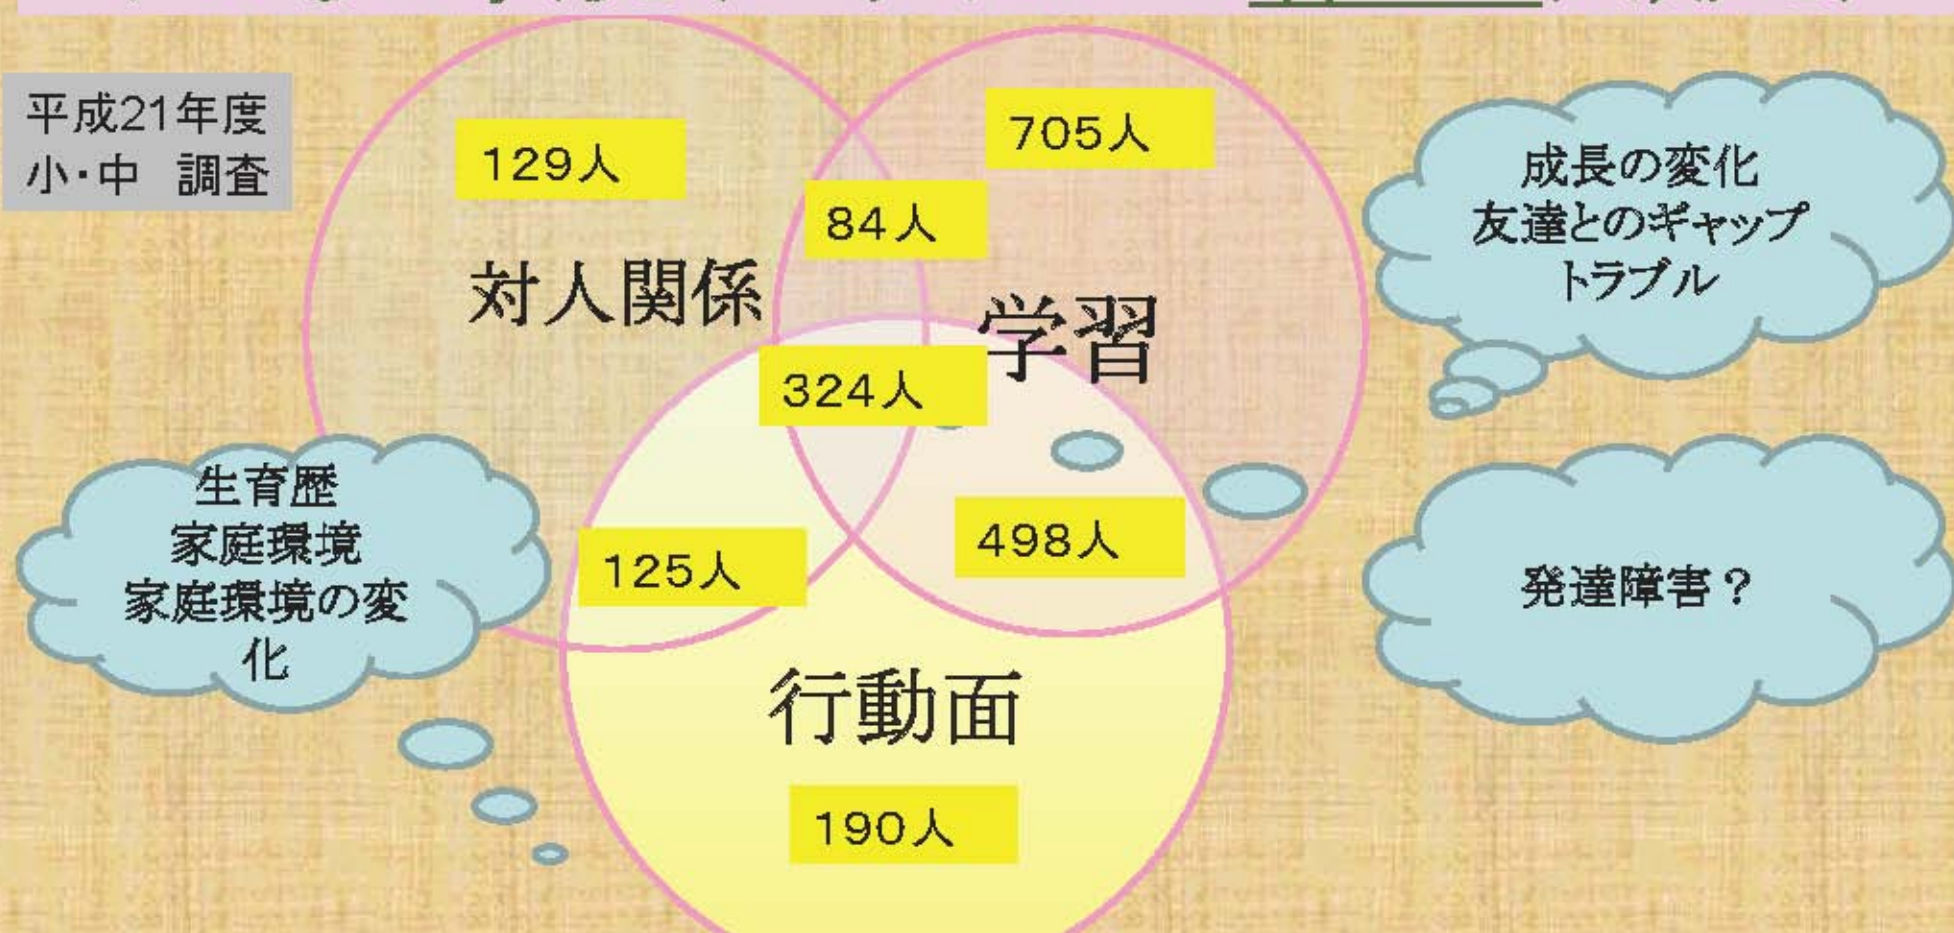 平成21年度
小・中 調査
129人
705人
84人
対人関係
学習
324人
498人
125人
行動面
190人
成長の変化
友達とのギャップ
トラブル
生育歴
家庭環境
家庭環境の変
化
発達障害？